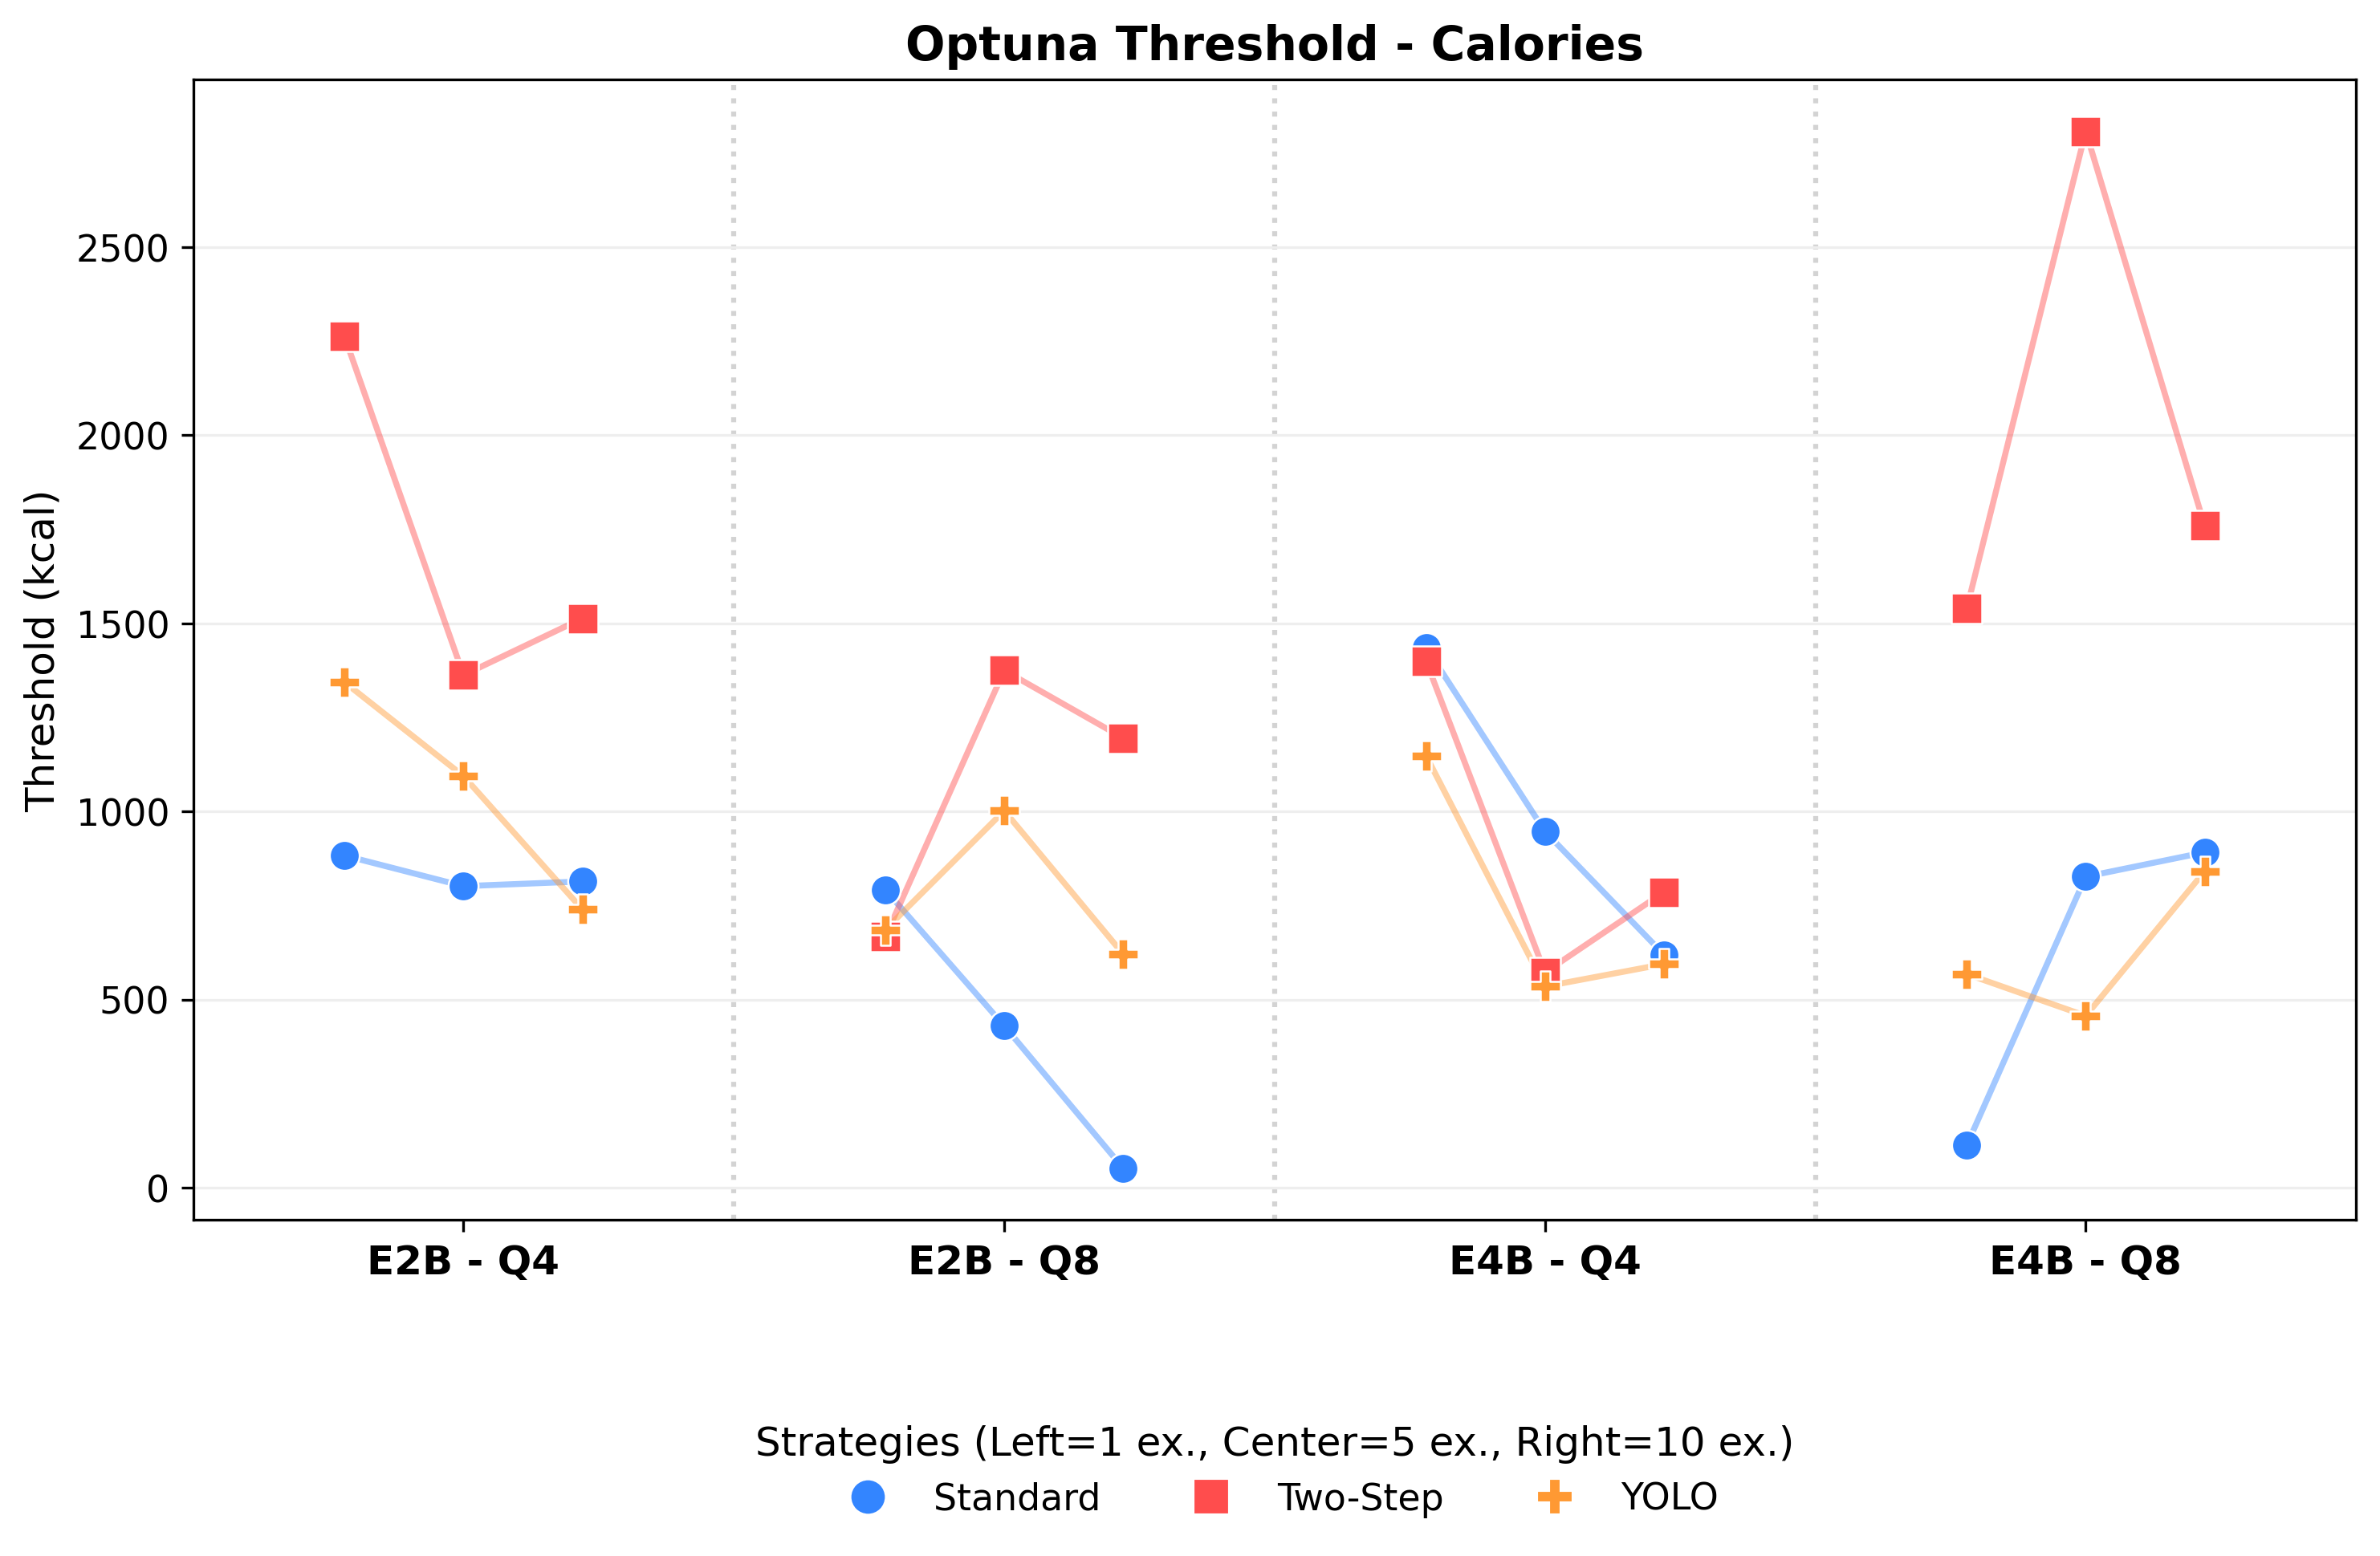 Optuna Threshold - Calories
Threshold (kcal)
2500
2000
1500
1000
500
0
E2B - Q4 E2B - Q8 E4B - Q4 E4B - Q8
Strategies (Left=1 ex., Center=5 ex., Right=10 ex.)
Standard Two-Step YOLO